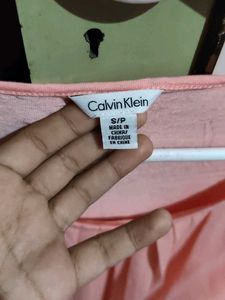 Calvin Klein
S/P
MADE IN
CHINA/
FABRIQUÉ
EN CHINE